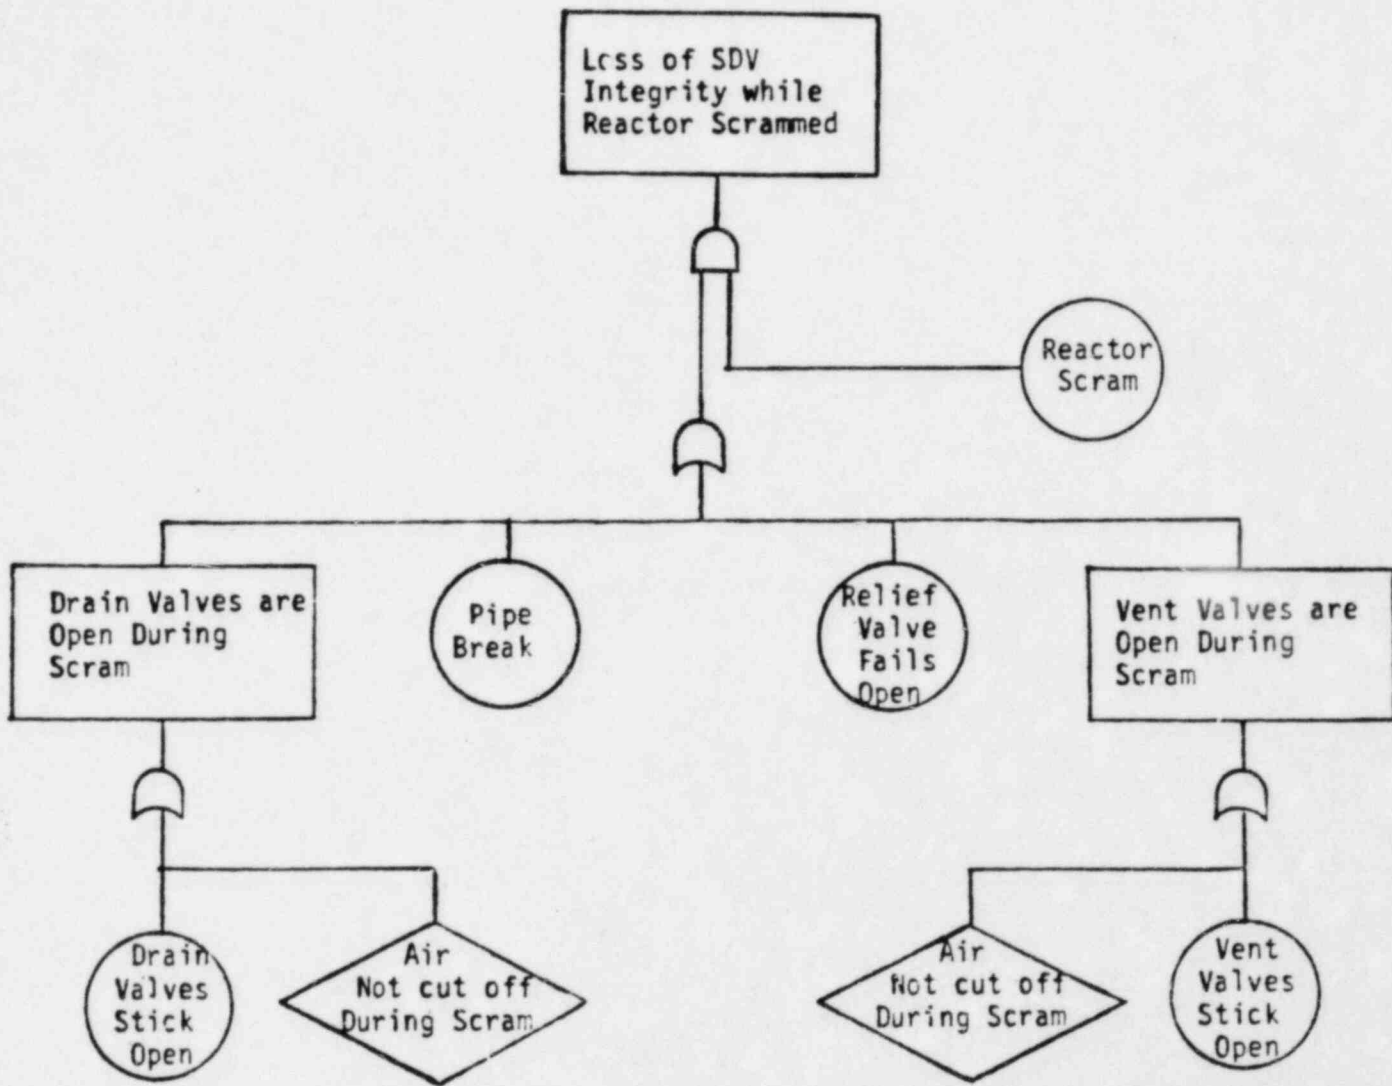 Lcss of SDV
Integrity while
Reactor Scrammed
Reactor
Scram
Drain Valves are
Open During
Scram
Pipe
Break
Relief
Valve
Fails
Open
Vent Valves are
Open During
Scram
Drain
Valves
Stick
Open
Air
Not cut off
During Scram
Air
Not cut off
During Scram
Vent
Valves
Stick
Open